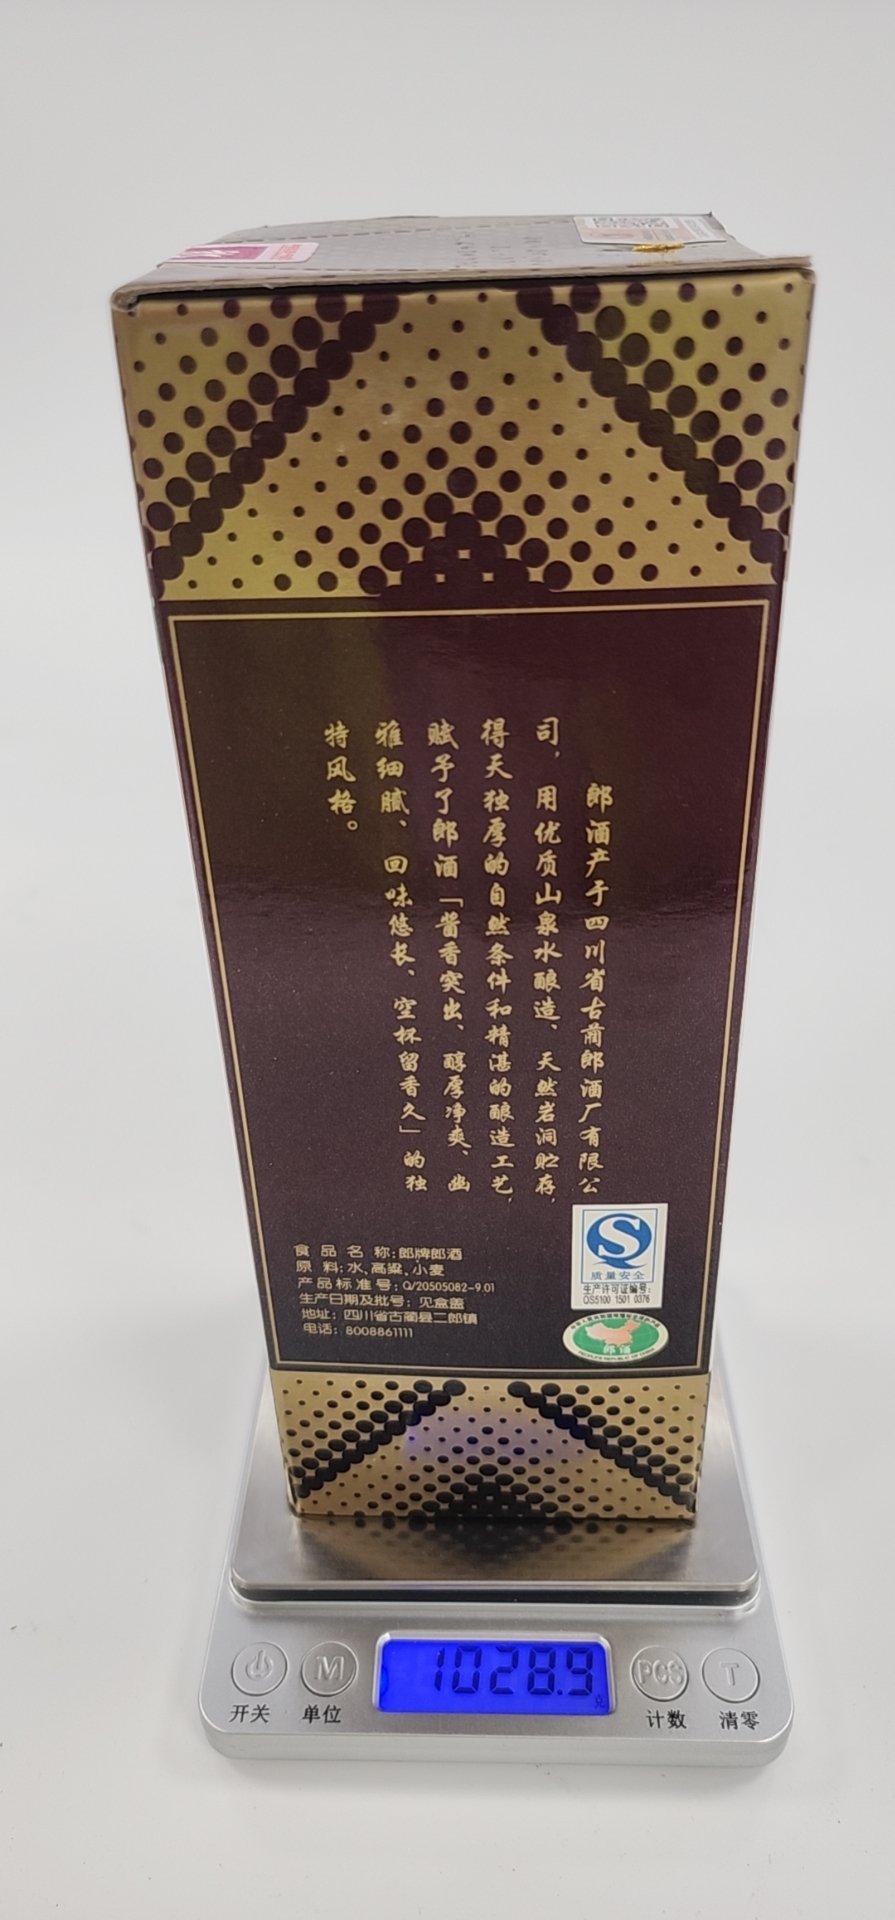 郎酒产于四川省古蔺郎酒厂有限公
司，用优质山泉水酿造、天然岩洞贮存，
得天独厚的自然条件和精湛的酿造工艺，
赋予了郎酒「酱香突出、醇厚净爽、幽
雅细腻、回味悠长、空杯留香久」的独
特风格。
食品名称：郎牌郎酒
原料：水、高粱、小麦
产品标准号：Q/20505082-9.01
生产日期及批号：见盒盖
地址：四川省古蔺县二郎镇
电话：8008861111
S
质量安全
生产许可证编号：
QS5100 1501 0376
郎酒
1028.9
克
M
PCS
T
开关
单位
计数
清零